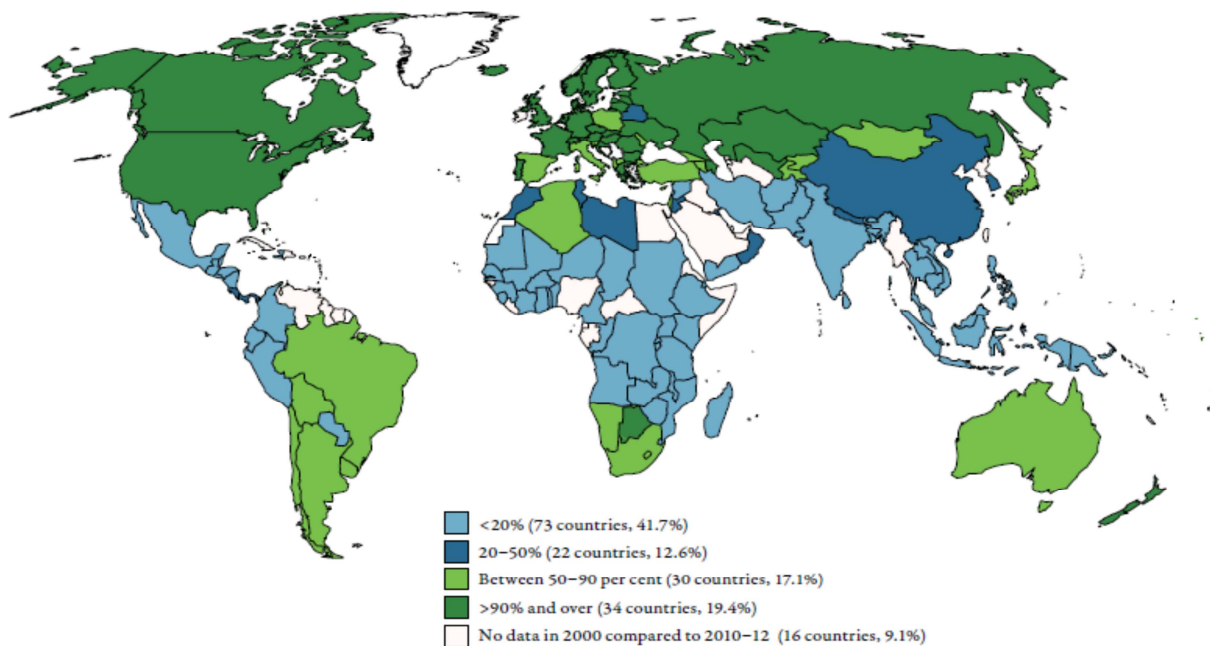 <20% (73 countries, 41.7%)
20–50% (22 countries, 12.6%)
Between 50–90 per cent (30 countries, 17.1%)
>90% and over (34 countries, 19.4%)
No data in 2000 compared to 2010–12 (16 countries, 9.1%)